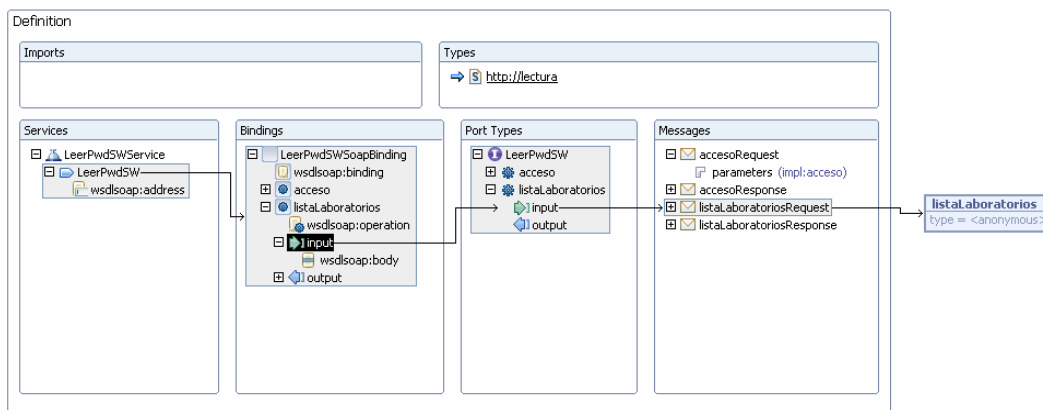 Definition
Imports
Types
http://lectura
Services
LeerPwdSWService
LeerPwdSW
wsdlsoap:address
Bindings
LeerPwdSWSoapBinding
wsdlsoap:binding
acceso
listaLaboratorios
wsdlsoap:operation
input
wsdlsoap:body
output
Port Types
LeerPwdSW
acceso
listaLaboratorios
input
output
Messages
accesoRequest
parameters (impl:acceso)
accesoResponse
listaLaboratoriosRequest
listaLaboratoriosResponse
listaLaboratorios
type = <anonymous>